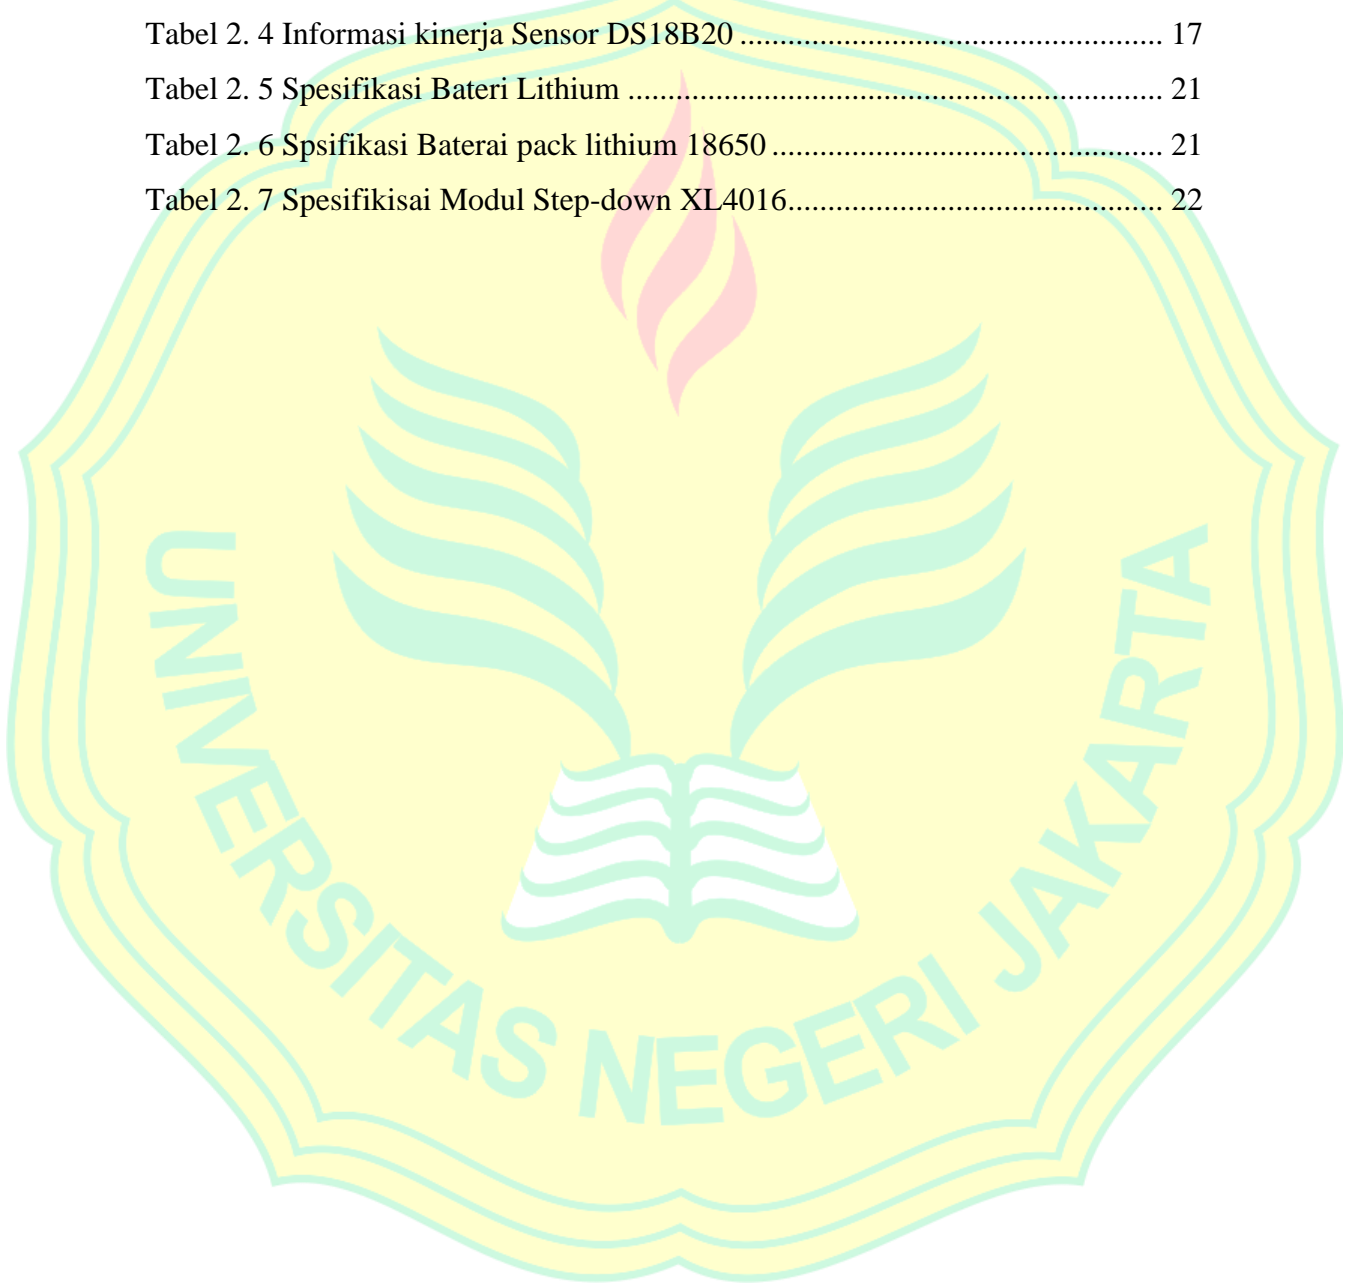 Tabel 2. 4 Informasi kinerja Sensor DS18B20 ..................................................... 17
Tabel 2. 5 Spesifikasi Bateri Lithium ................................................................... 21
Tabel 2. 6 Spsifikasi Baterai pack lithium 18650 ................................................. 21
Tabel 2. 7 Spesifikisai Modul Step-down XL4016............................................... 22
UNIVERSITAS NEGERI JAKARTA